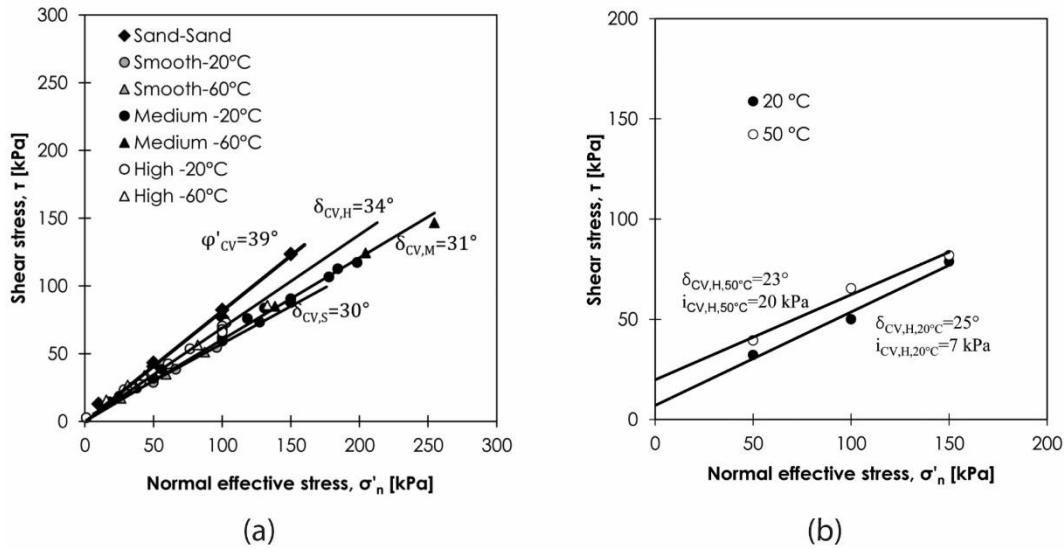 300
250
200
150
100
50
0
0
50
100
150
200
250
300
Shear stress, τ [kPa]
Normal effective stress, σ'n [kPa]
Sand-Sand
Smooth-20°C
Smooth-60°C
Medium -20°C
Medium -60°C
High -20°C
High -60°C
φ'CV=39°
δCV,H=34°
δCV,M=31°
δCV,S=30°
(a)
200
150
100
50
0
0
50
100
150
200
Shear stress, τ [kPa]
Normal effective stress, σ'n [kPa]
20 °C
50 °C
δCV,H,50°C=23°
iCV,H,50°C=20 kPa
δCV,H,20°C=25°
iCV,H,20°C=7 kPa
(b)